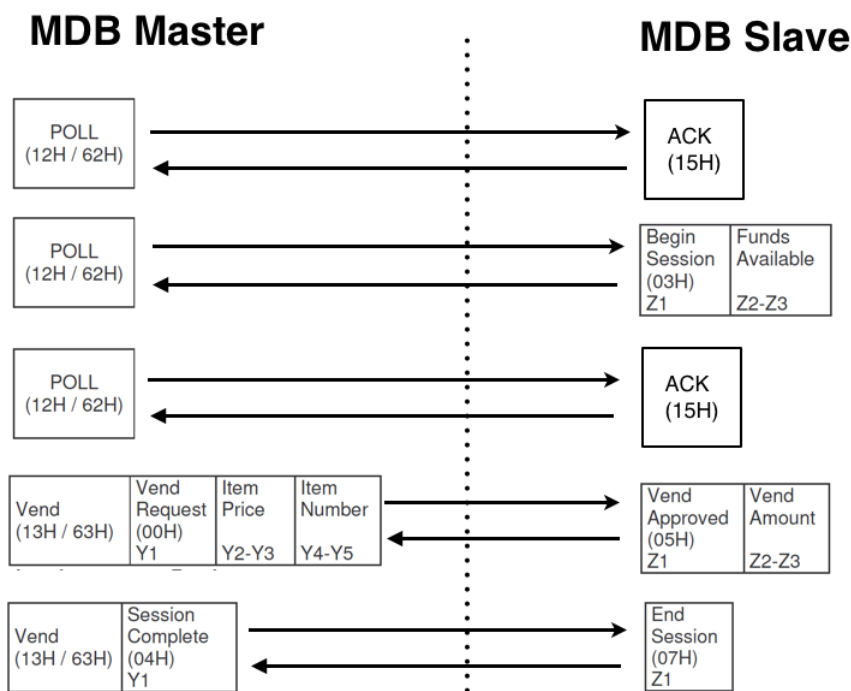 MDB Master
MDB Slave
POLL
(12H / 62H)
ACK
(15H)
POLL
(12H / 62H)
Begin
Session
(03H)
Z1
Funds
Available
Z2-Z3
POLL
(12H / 62H)
ACK
(15H)
Vend
(13H / 63H)
Vend
Request
(00H)
Y1
Item
Price
Y2-Y3
Item
Number
Y4-Y5
Vend
Approved
(05H)
Z1
Vend
Amount
Z2-Z3
Vend
(13H / 63H)
Session
Complete
(04H)
Y1
End
Session
(07H)
Z1